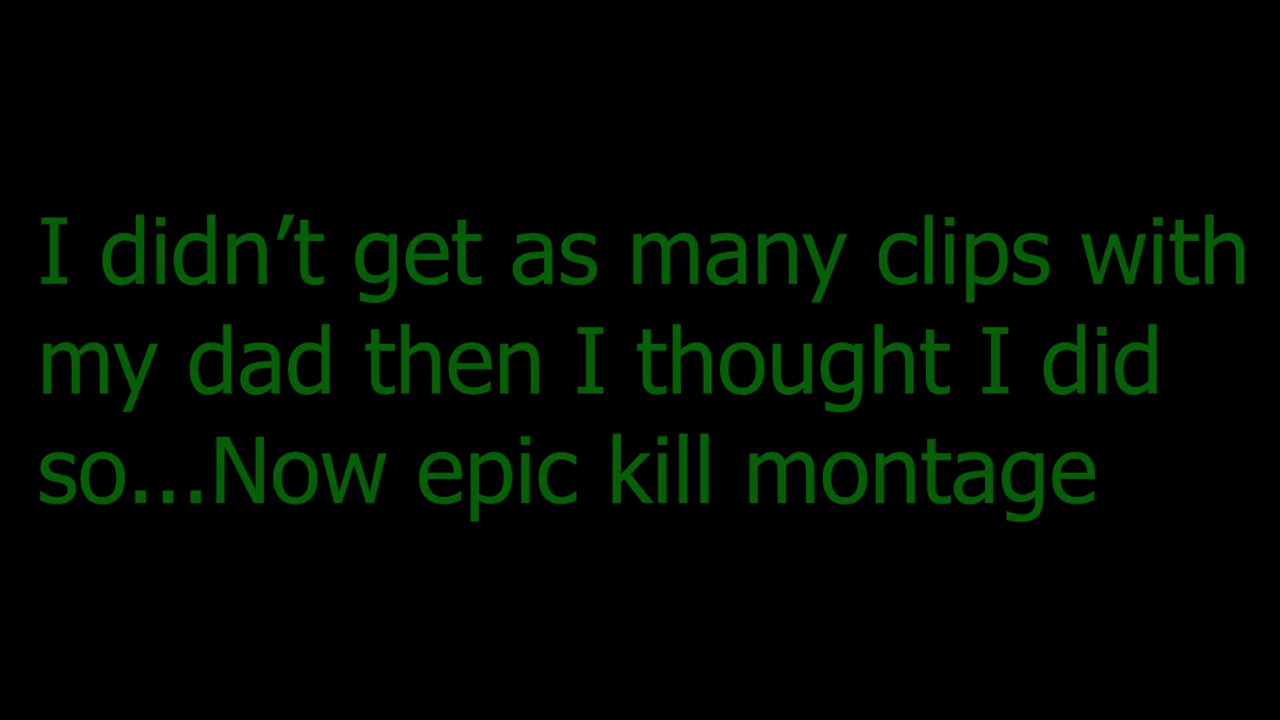 I didn’t get as many clips with
my dad then I thought I did
so...Now epic kill montage